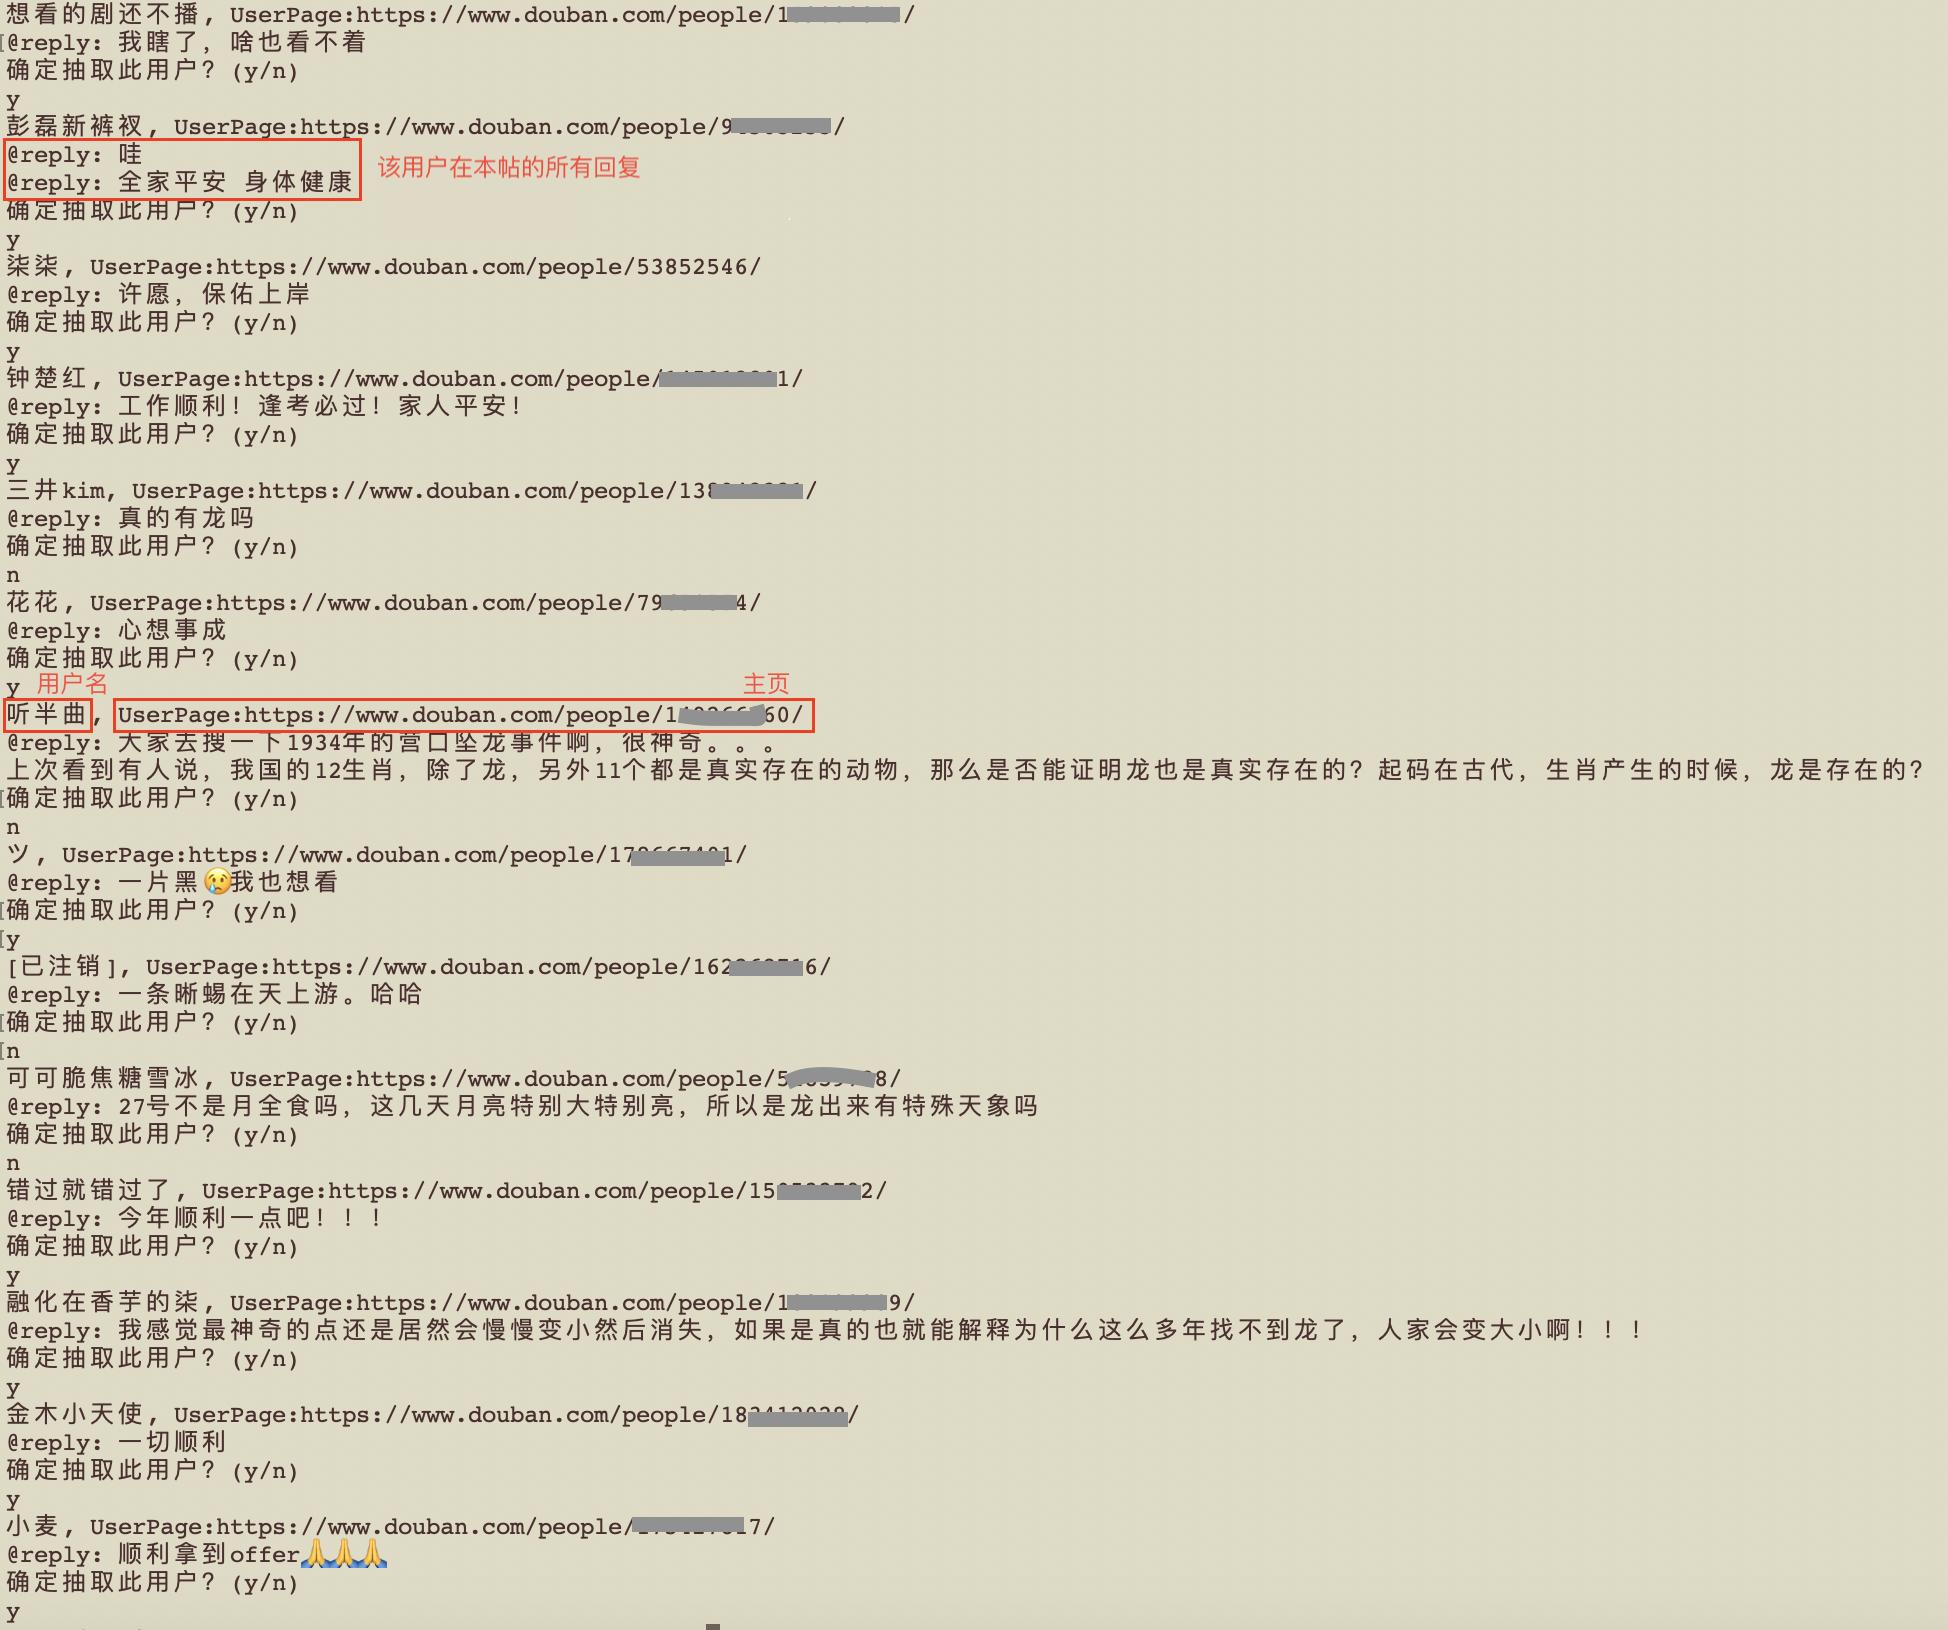 想看的剧还不播, UserPage:https://www.douban.com/people/1/
@reply: 我瞎了, 啥也看不着
确定抽取此用户? (y/n)
y
彭磊新裤衩, UserPage:https://www.douban.com/people/9/
@reply: 哇
该用户在本帖的所有回复
@reply: 全家平安 身体健康
确定抽取此用户? (y/n)
y
柒柒, UserPage:https://www.douban.com/people/53852546/
@reply: 许愿, 保佑上岸
确定抽取此用户? (y/n)
y
钟楚红, UserPage:https://www.douban.com/people/1/
@reply: 工作顺利! 逢考必过! 家人平安!
确定抽取此用户? (y/n)
y
三井kim, UserPage:https://www.douban.com/people/13/
@reply: 真的有龙吗
确定抽取此用户? (y/n)
n
花花, UserPage:https://www.douban.com/people/79 4/
@reply: 心想事成
确定抽取此用户? (y/n)
y 用户名 主页
听半曲, UserPage:https://www.douban.com/people/1 60/
@reply: 大家去搜一下1934年的营口坠龙事件啊, 很神奇。。。
上次看到有人说, 我国的12生肖, 除了龙, 另外11个都是真实存在的动物, 那么是否能证明龙也是真实存在的? 起码在古代, 生肖产生的时候, 龙是存在的?
确定抽取此用户? (y/n)
n
ツ, UserPage:https://www.douban.com/people/17 1/
@reply: 一片黑😢我也想看
确定抽取此用户? (y/n)
y
[已注销], UserPage:https://www.douban.com/people/162 6/
@reply: 一条晰蜴在天上游。哈哈
确定抽取此用户? (y/n)
n
可可脆焦糖雪冰, UserPage:https://www.douban.com/people/5 8/
@reply: 27号不是月全食吗, 这几天月亮特别大特别亮, 所以是龙出来有特殊天象吗
确定抽取此用户? (y/n)
n
错过就错过了, UserPage:https://www.douban.com/people/15 2/
@reply: 今年顺利一点吧! ! !
确定抽取此用户? (y/n)
y
融化在香芋的柒, UserPage:https://www.douban.com/people/1 9/
@reply: 我感觉最神奇的点还是居然会慢慢变小然后消失, 如果是真的也就能解释为什么这么多年找不到龙了, 人家会变大小啊! ! !
确定抽取此用户? (y/n)
y
金木小天使, UserPage:https://www.douban.com/people/18/
@reply: 一切顺利
确定抽取此用户? (y/n)
y
小麦, UserPage:https://www.douban.com/people/ 7/
@reply: 顺利拿到offer🙏🙏🙏
确定抽取此用户? (y/n)
y